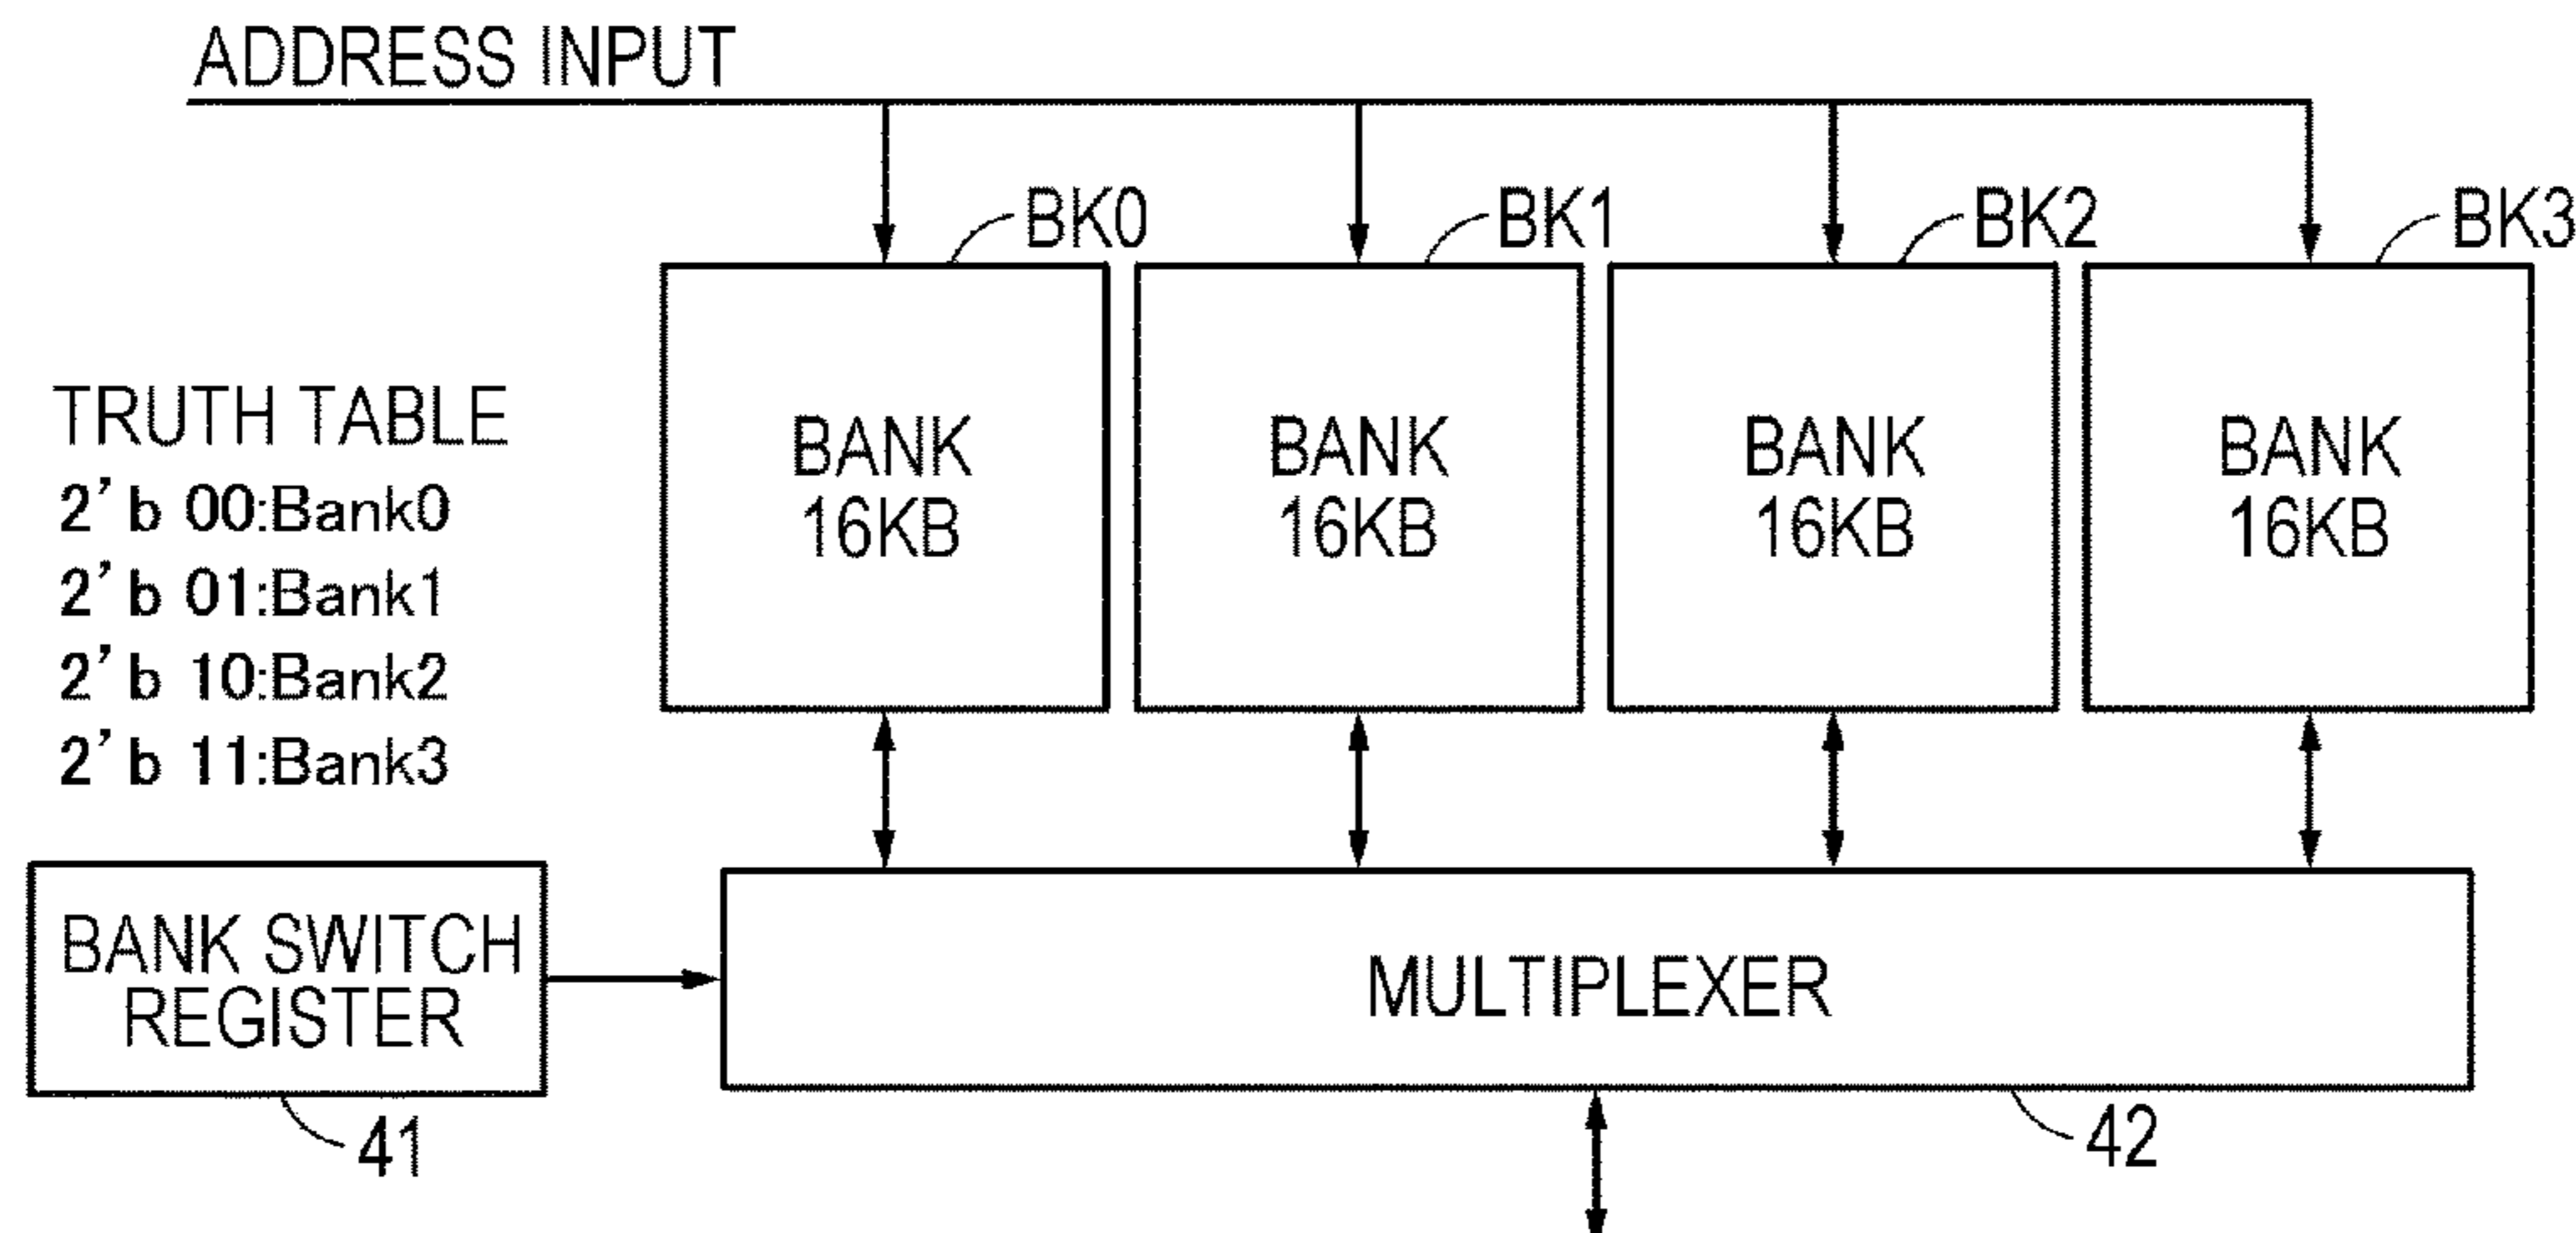 ADDRESS INPUT
BK0
BK1
BK2
BK3
BANK
16KB
BANK
16KB
BANK
16KB
BANK
16KB
TRUTH TABLE
2'b 00:Bank0
2'b 01:Bank1
2'b 10:Bank2
2'b 11:Bank3
BANK SWITCH
REGISTER
41
MULTIPLEXER
42